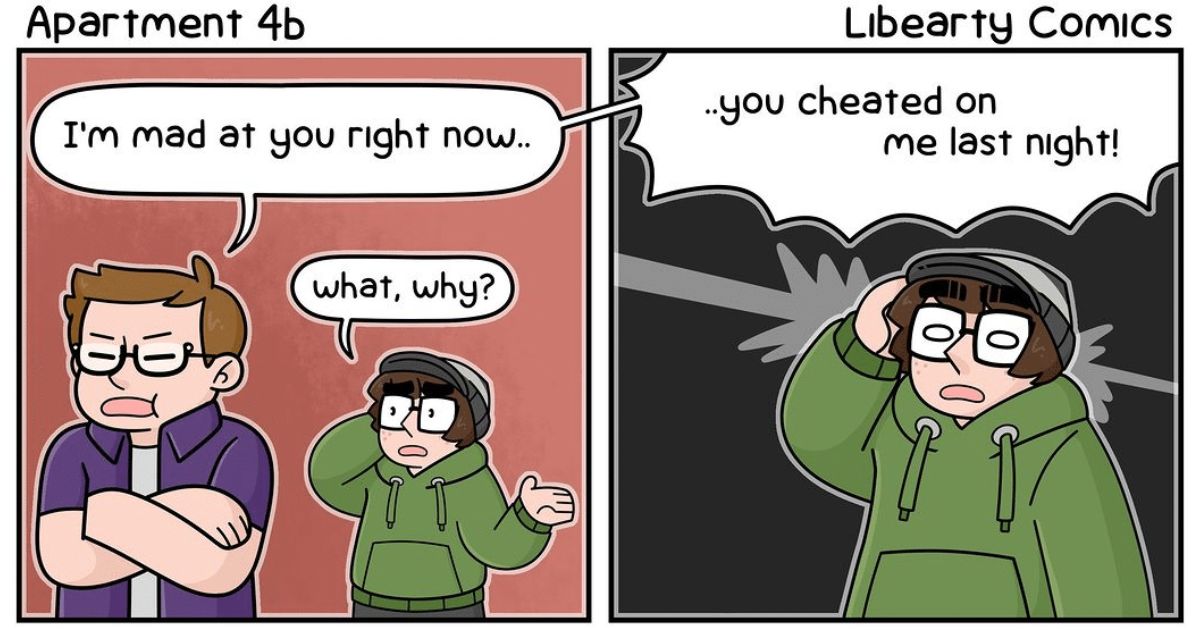 Apartment 4b
Libearty Comics
I'm mad at you right now..
what, why?
..you cheated on
me last night!